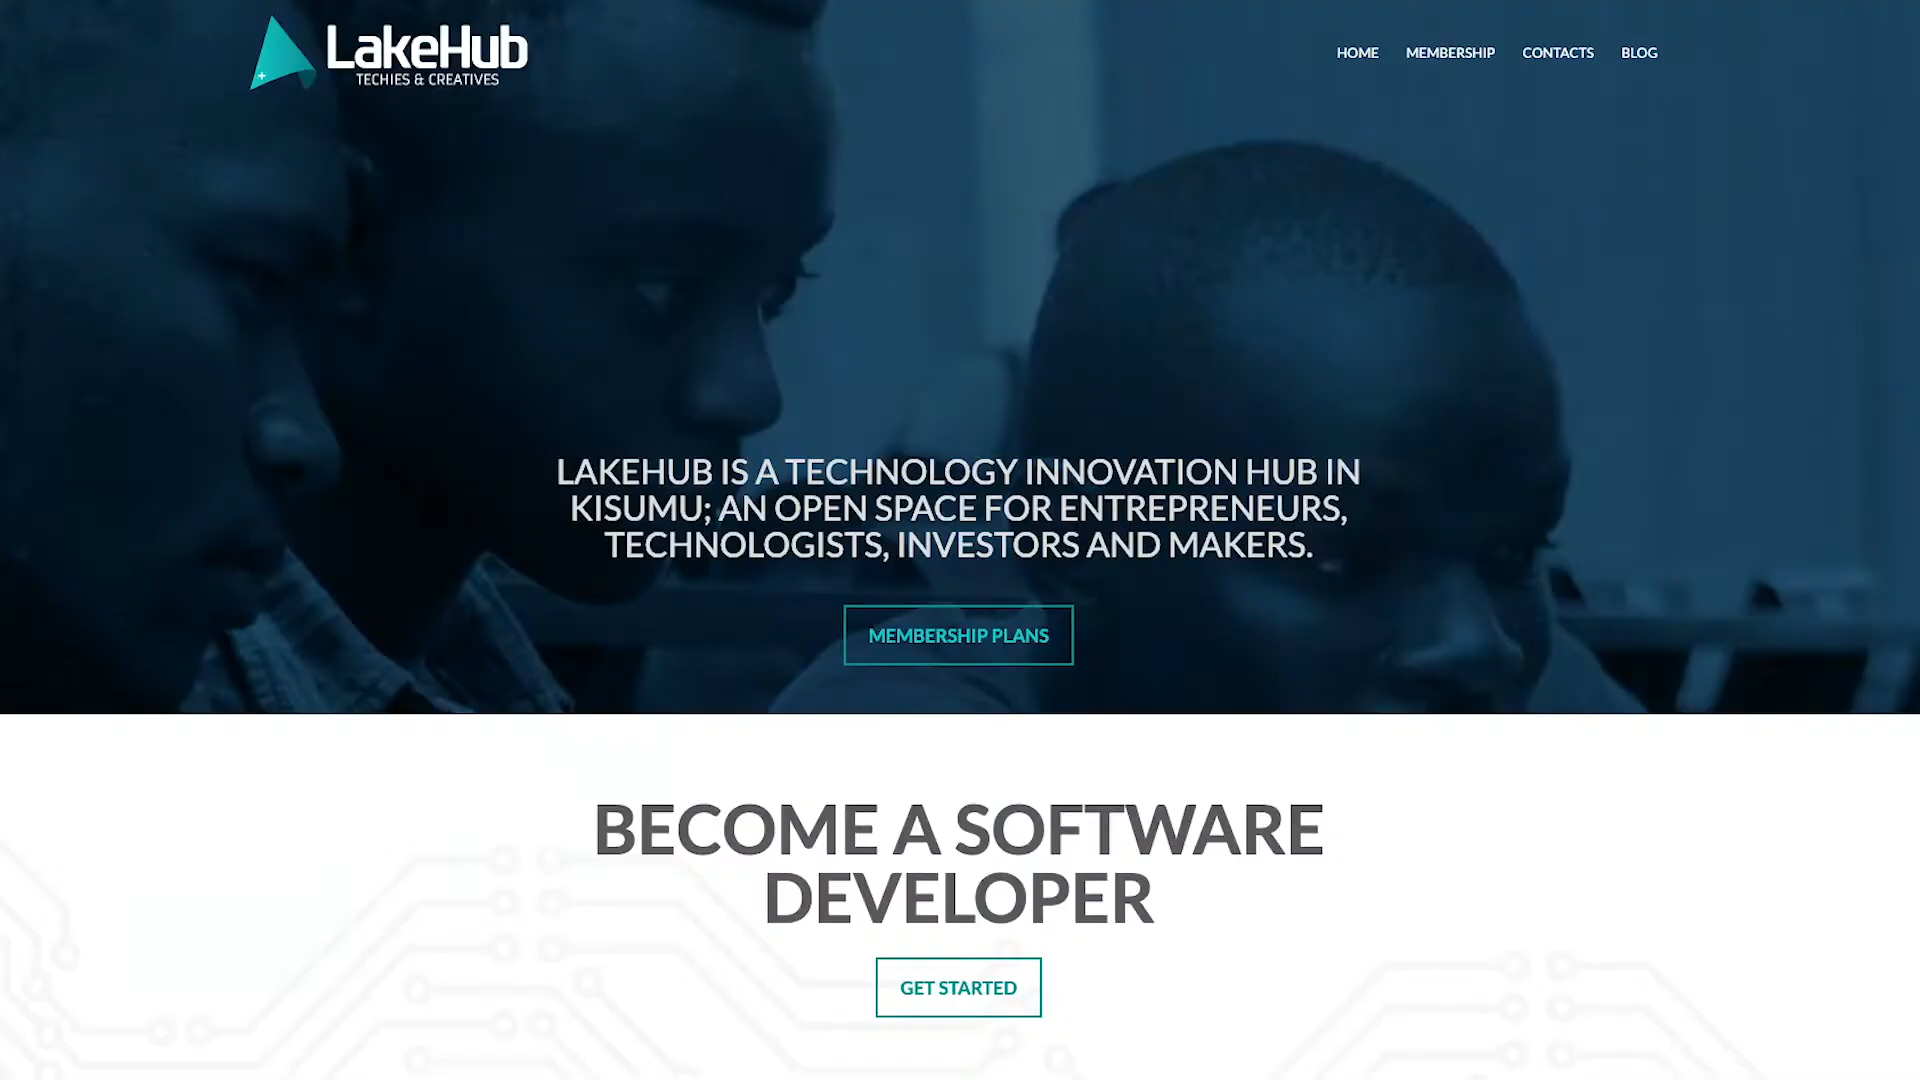 LakeHub
TECHIES & CREATIVES
HOME
MEMBERSHIP
CONTACTS
BLOG
LAKEHUB IS A TECHNOLOGY INNOVATION HUB IN
KISUMU; AN OPEN SPACE FOR ENTREPRENEURS,
TECHNOLOGISTS, INVESTORS AND MAKERS.
MEMBERSHIP PLANS
BECOME A SOFTWARE
DEVELOPER
GET STARTED